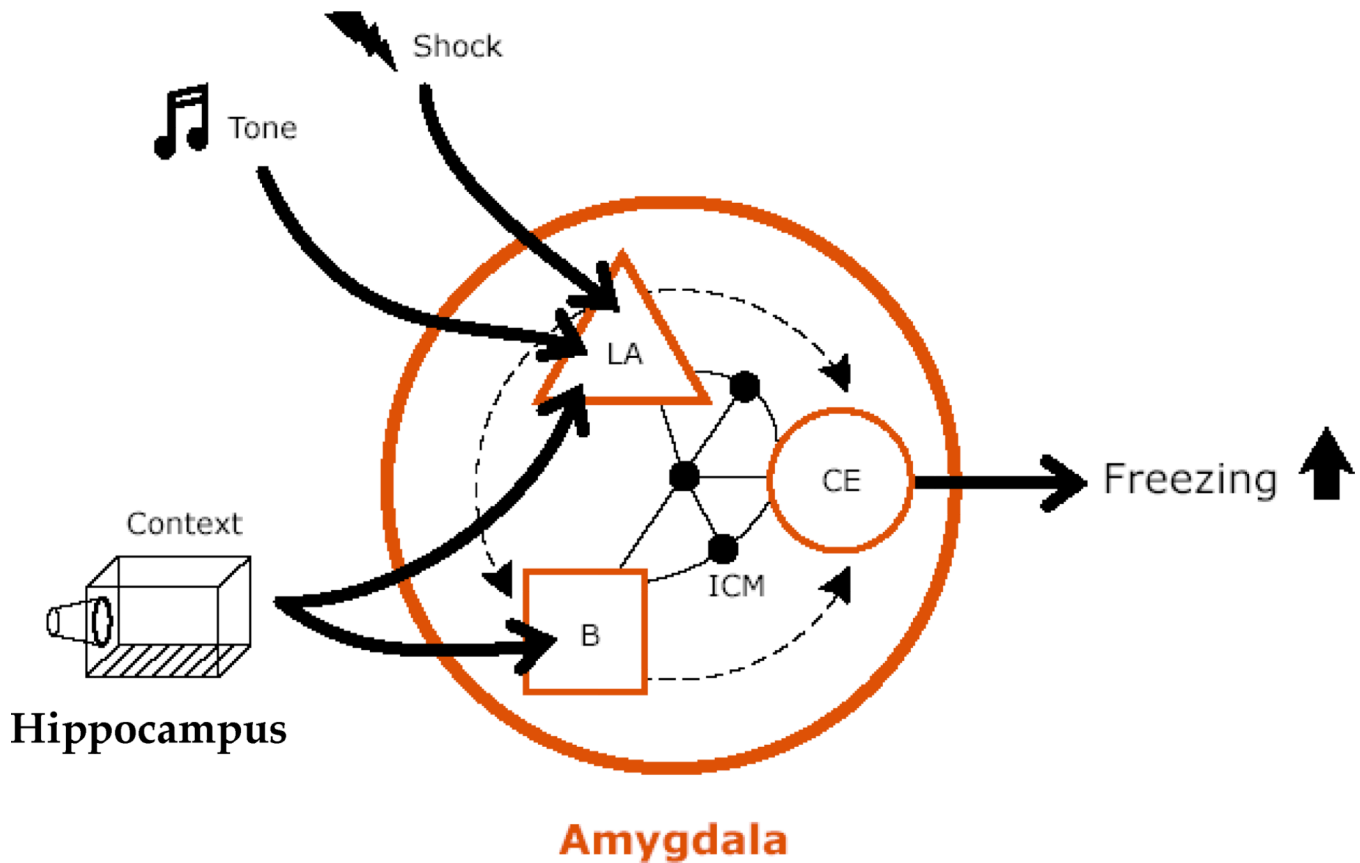 Shock
Tone
LA
CE
Freezing
Context
ICM
B
Hippocampus
Amygdala